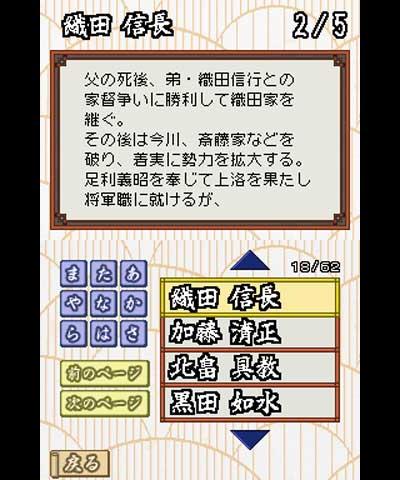 織田 信長
2/5
父の死後、弟・織田信行との
家督争いに勝利して織田家を
継ぐ。
その後は今川、斎藤家などを
破り、着実に勢力を拡大する。
足利義昭を奉じて上洛を果たし
将軍職に就けるが、
18/62
ま た あ
や な か
ら は さ
前のページ
次のページ
戻る
織田 信長
加藤 清正
北畠 具教
黒田 如水